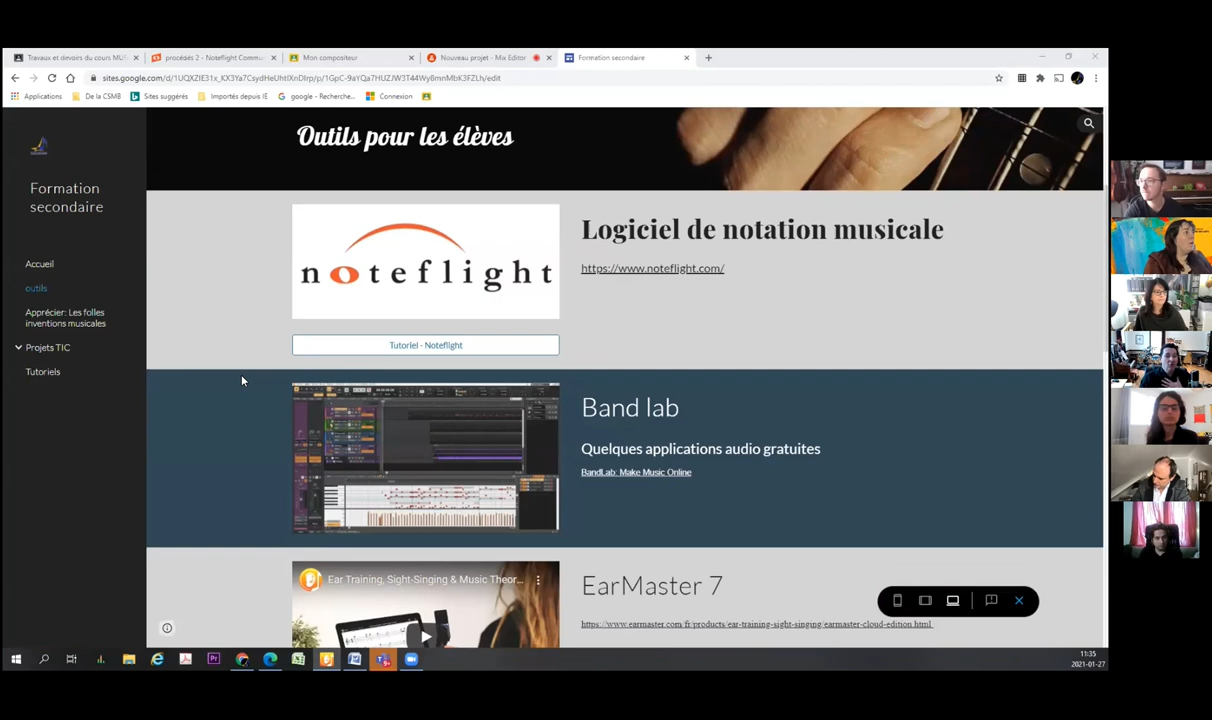 Travaux et devoirs du cours MUS
procédés 2 - Noteflight Commu
Mon compositeur
Nouveau projet - Mix Editor
Formation secondaire
sites.google.com/d/1UQXZIE31x_KX3Ya7CsydHeUhtIXnDIrp/p/1GpC-9aYQa7HUZJW3T44Wy8mnMbK3FZLh/edit
Applications
De la CSMB
Sites suggérés
Importés depuis IE
google - Recherche...
Connexion
Outils pour les élèves
Formation
secondaire
Accueil
outils
Apprécier: Les folles
inventions musicales
Projets TIC
Tutoriels
noteflight
Logiciel de notation musicale
https://www.noteflight.com/
Tutoriel - Noteflight
Band lab
Quelques applications audio gratuites
BandLab: Make Music Online
Ear Training, Sight-Singing & Music Theor...
EarMaster 7
https://www.earmaster.com/fr/products/ear-training-sight-singing/earmaster-cloud-edition.html
11:35
2021-01-27